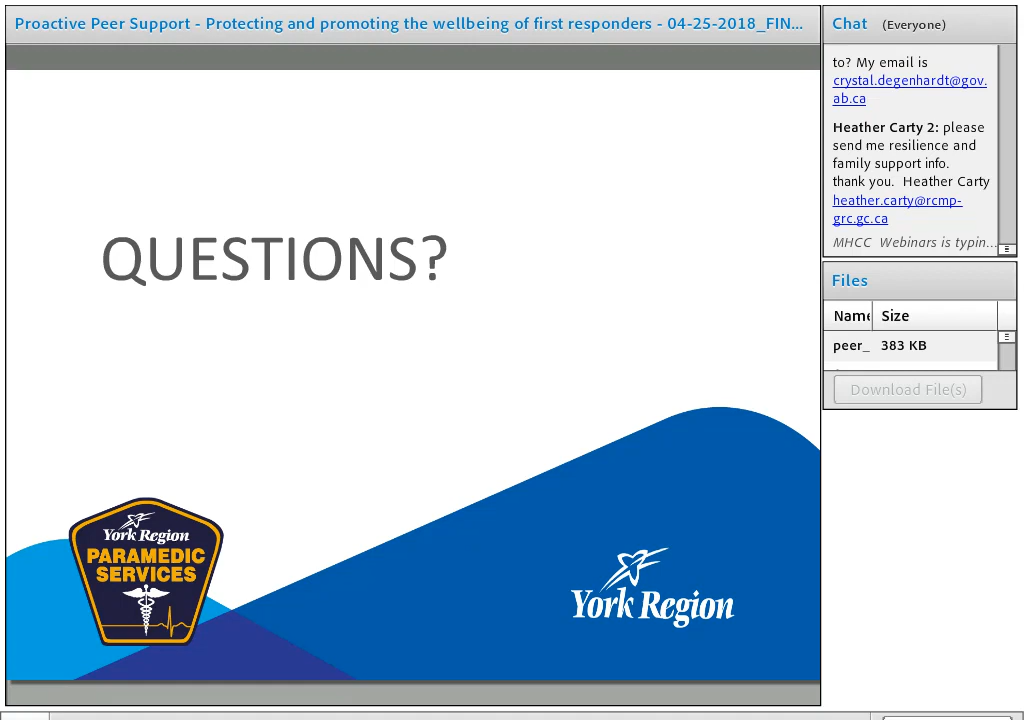 Proactive Peer Support - Protecting and promoting the wellbeing of first responders - 04-25-2018_FIN...
QUESTIONS?
York Region
PARAMEDIC
SERVICES
York Region
Chat (Everyone)
to? My email is
crystal.degenhardt@gov.
ab.ca
Heather Carty 2: please
send me resilience and
family support info.
thank you. Heather Carty
heather.carty@rcmp-
grc.gc.ca
MHCC Webinars is typin...
Files
Name Size
peer_ 383 KB
Download File(s)